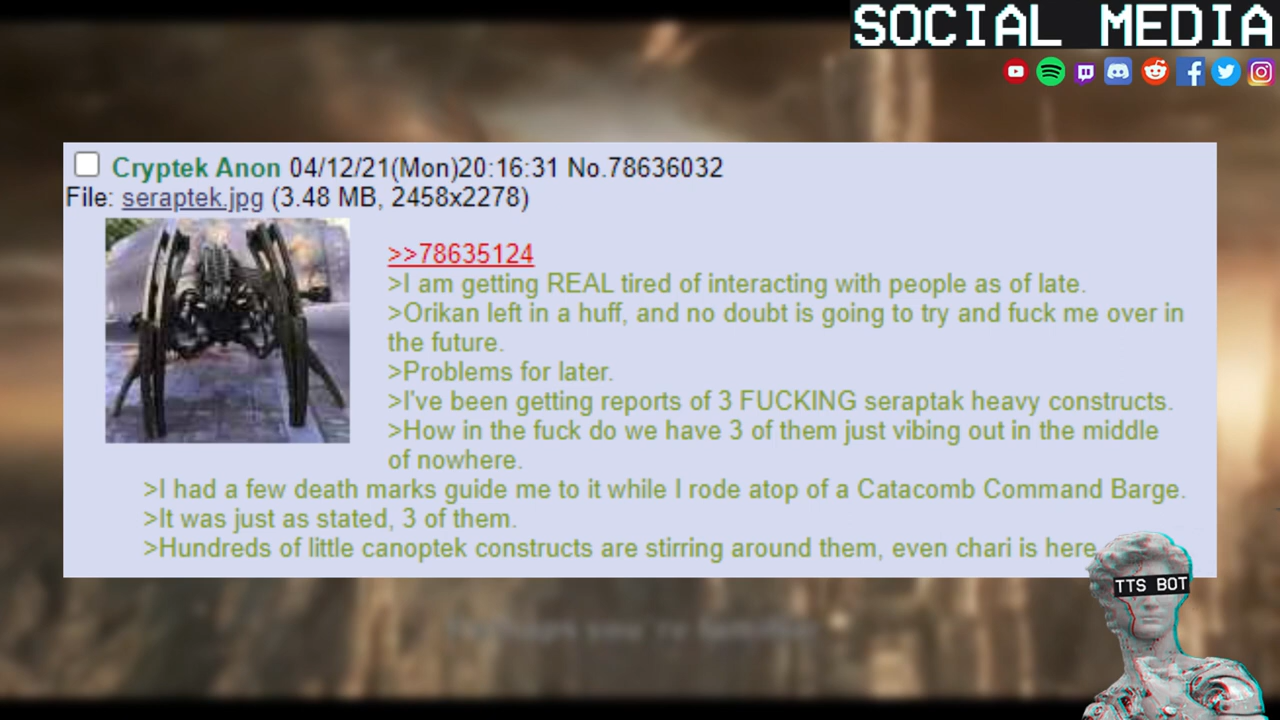 SOCIAL MEDIA
Cryptek Anon 04/12/21(Mon)20:16:31 No.78636032
File: seraptek.jpg (3.48 MB, 2458x2278)
>>78635124
>I am getting REAL tired of interacting with people as of late.
>Orikan left in a huff, and no doubt is going to try and fuck me over in
the future.
>Problems for later.
>I've been getting reports of 3 FUCKING seraptak heavy constructs.
>How in the fuck do we have 3 of them just vibing out in the middle
of nowhere.
>I had a few death marks guide me to it while I rode atop of a Catacomb Command Barge.
>It was just as stated, 3 of them.
>Hundreds of little canoptek constructs are stirring around them, even chari is here
TTS BOT